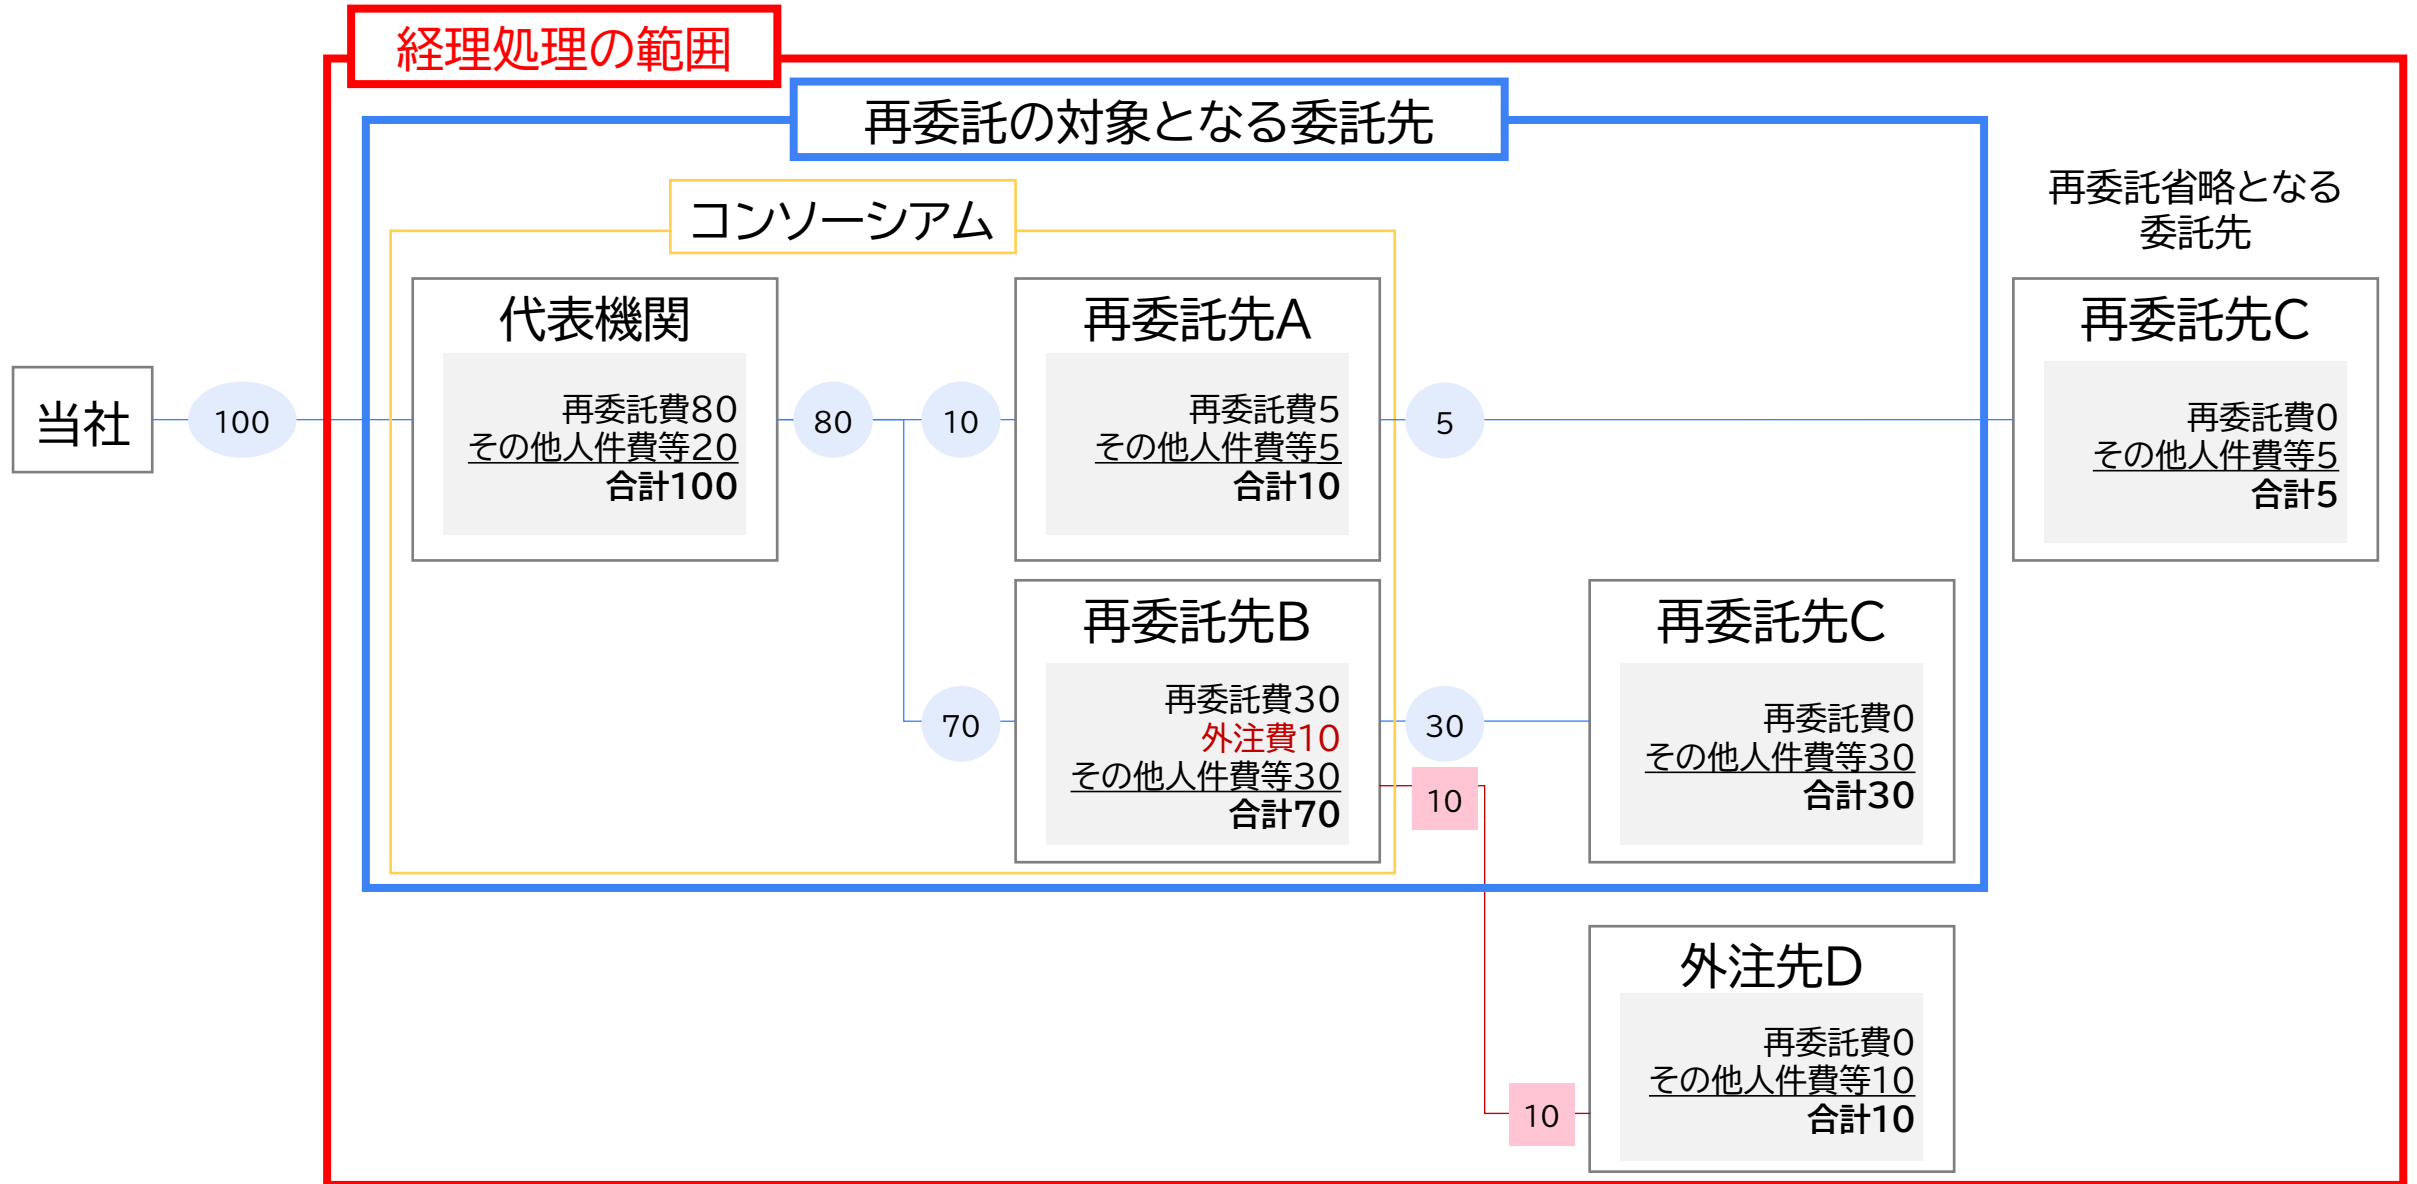 経理処理の範囲
再委託の対象となる委託先
再委託省略となる
委託先
コンソーシアム
当社
100
代表機関
再委託費80
その他人件費等20
合計100
80
10
再委託先A
再委託費5
その他人件費等5
合計10
5
再委託先C
再委託費0
その他人件費等5
合計5
70
再委託先B
再委託費30
外注費10
その他人件費等30
合計70
30
10
再委託先C
再委託費0
その他人件費等30
合計30
10
外注先D
再委託費0
その他人件費等10
合計10